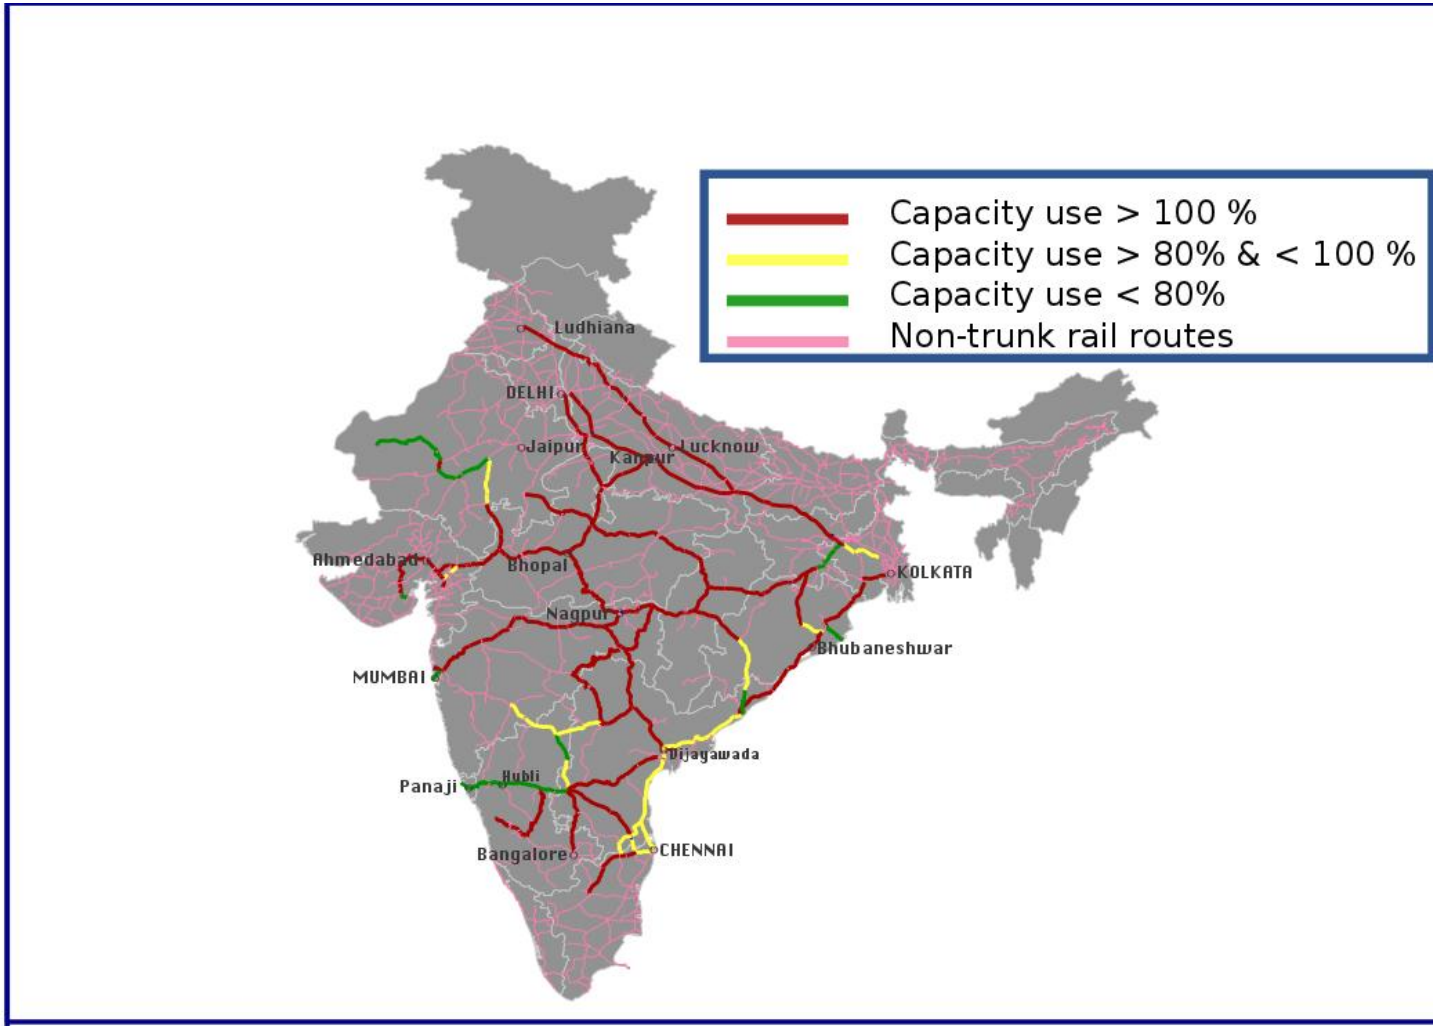 Capacity use > 100 %
Capacity use > 80% & < 100 %
Capacity use < 80%
Non-trunk rail routes
Ludhiana
DELHI
Jaipur
Lucknow
Kanpur
Ahmedabad
Bhopal
KOLKATA
Nagpur
Bhubaneshwar
MUMBAI
Vijayawada
Hubli
Panaji
Bangalore
CHENNAI